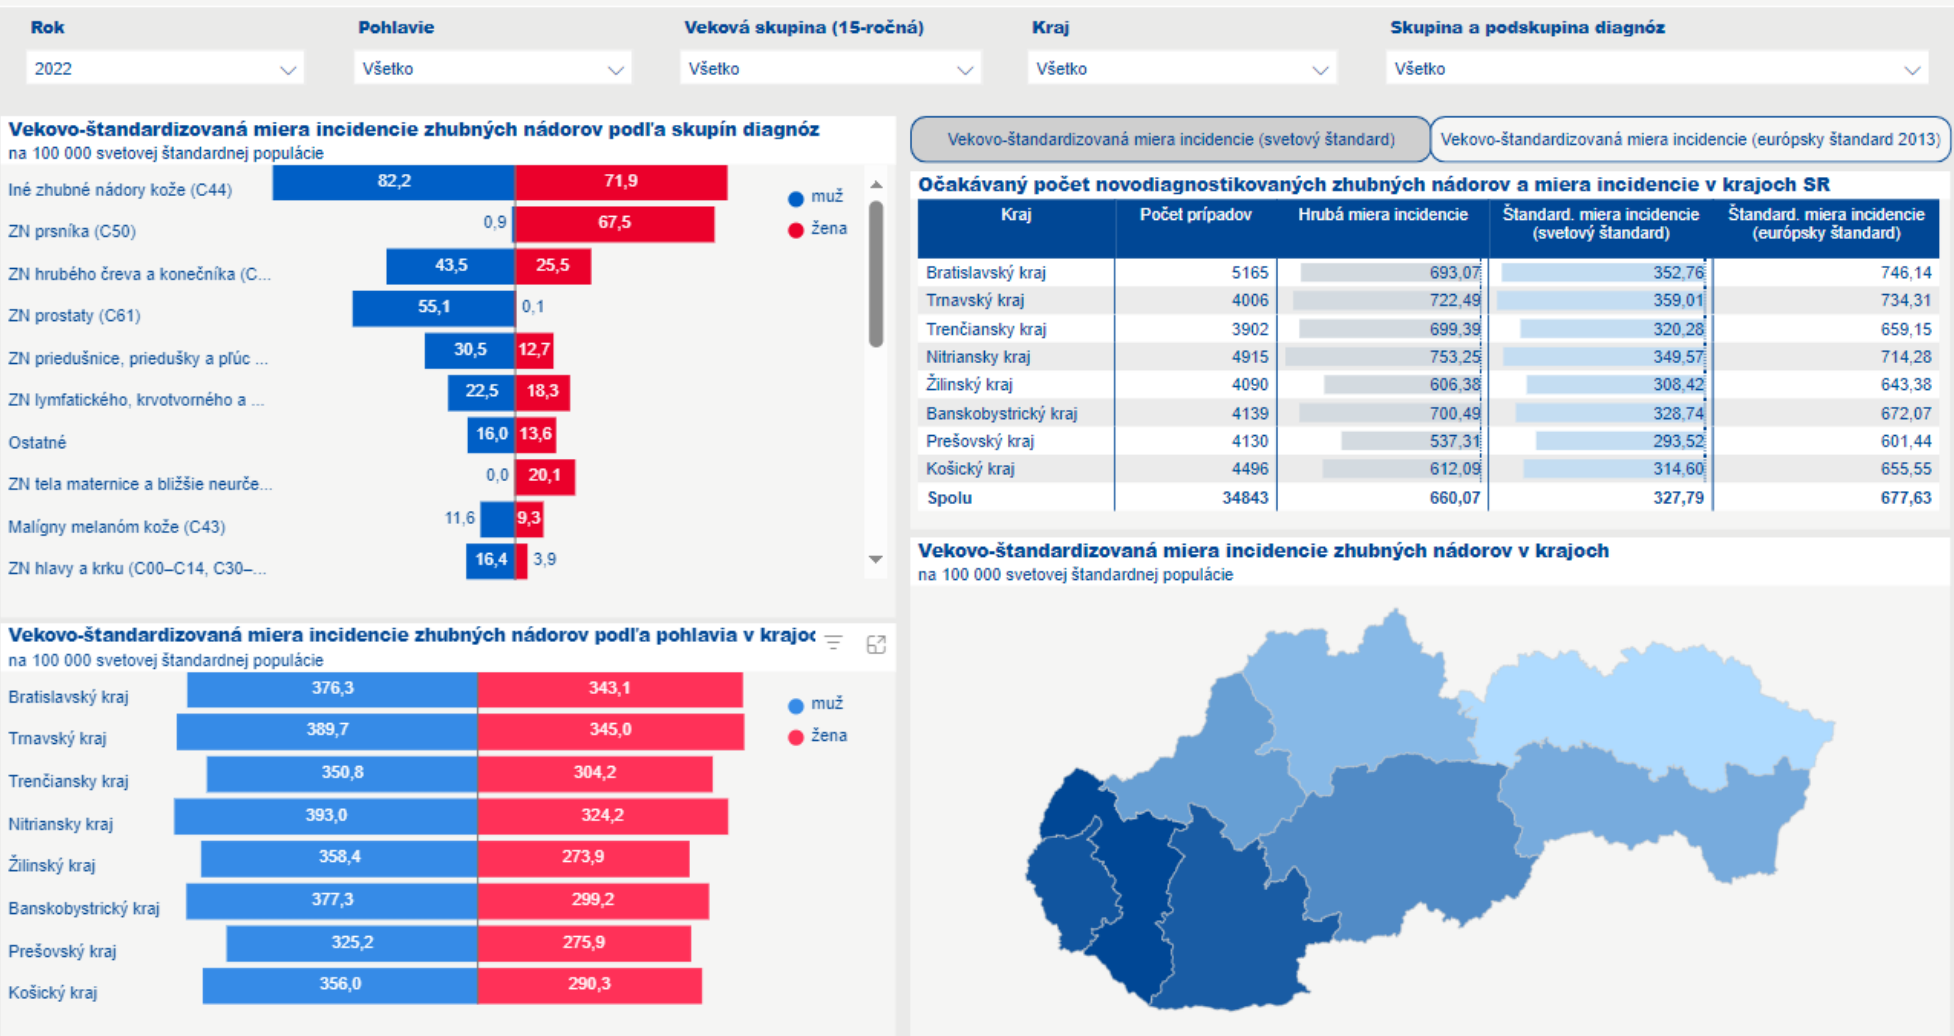 Rok
Pohlavie
Veková skupina (15-ročná)
Kraj
Skupina a podskupina diagnóz
2022
Všetko
Všetko
Všetko
Všetko
Vekovo-štandardizovaná miera incidencie zhubných nádorov podľa skupín diagnóz
na 100 000 svetovej štandardnej populácie
Iné zhubné nádory kože (C44)
82,2
71,9
ZN prsníka (C50)
0,9
67,5
ZN hrubého čreva a konečníka (C...
43,5
25,5
ZN prostaty (C61)
55,1
0,1
ZN priedušnice, priedušky a pľúc ...
30,5
12,7
ZN lymfatického, krvotvorného a ...
22,5
18,3
Ostatné
16,0
13,6
ZN tela maternice a bližšie neurče...
0,0
20,1
Malígny melanóm kože (C43)
11,6
9,3
ZN hlavy a krku (C00–C14, C30–...
16,4
3,9
muž
žena
Vekovo-štandardizovaná miera incidencie zhubných nádorov podľa pohlavia v krajoc
na 100 000 svetovej štandardnej populácie
Bratislavský kraj
376,3
343,1
Trnavský kraj
389,7
345,0
Trenčiansky kraj
350,8
304,2
Nitriansky kraj
393,0
324,2
Žilinský kraj
358,4
273,9
Banskobystrický kraj
377,3
299,2
Prešovský kraj
325,2
275,9
Košický kraj
356,0
290,3
muž
žena
Vekovo-štandardizovaná miera incidencie (svetový štandard)
Vekovo-štandardizovaná miera incidencie (európsky štandard 2013)
Očakávaný počet novodiagnostikovaných zhubných nádorov a miera incidencie v krajoch SR
Kraj
Počet prípadov
Hrubá miera incidencie
Štandard. miera incidencie
(svetový štandard)
Štandard. miera incidencie
(európsky štandard)
Bratislavský kraj 5165 693,07 352,76 746,14
Trnavský kraj 4006 722,49 359,01 734,31
Trenčiansky kraj 3902 699,39 320,28 659,15
Nitriansky kraj 4915 753,25 349,57 714,28
Žilinský kraj 4090 606,38 308,42 643,38
Banskobystrický kraj 4139 700,49 328,74 672,07
Prešovský kraj 4130 537,31 293,52 601,44
Košický kraj 4496 612,09 314,60 655,55
Spolu 34843 660,07 327,79 677,63
Vekovo-štandardizovaná miera incidencie zhubných nádorov v krajoch
na 100 000 svetovej štandardnej populácie